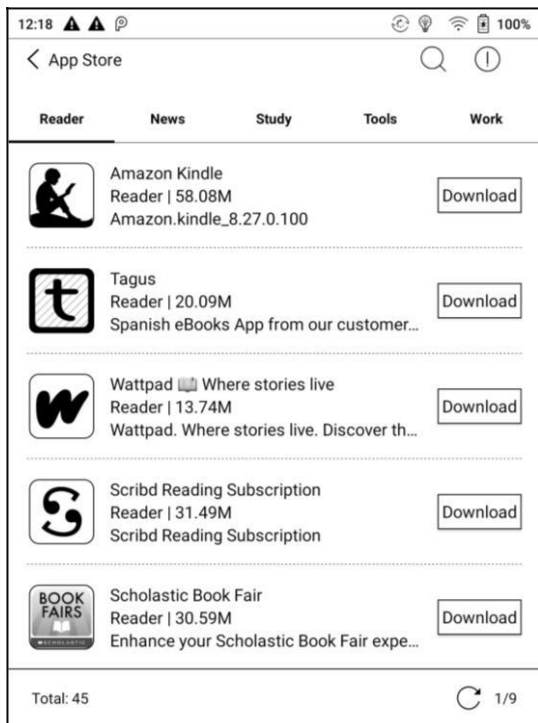 12:18 100%
App Store
Reader News Study Tools Work
Amazon Kindle
Reader | 58.08M
Amazon.kindle_8.27.0.100
Download
Tagus
Reader | 20.09M
Spanish eBooks App from our customer...
Download
t
Wattpad 📖 Where stories live
Reader | 13.74M
Wattpad. Where stories live. Discover th...
Download
Scribd Reading Subscription
Reader | 31.49M
Scribd Reading Subscription
Download
BOOK
FAIRS
SCHOLASTIC
Scholastic Book Fair
Reader | 30.59M
Enhance your Scholastic Book Fair expe...
Download
Total: 45 1/9